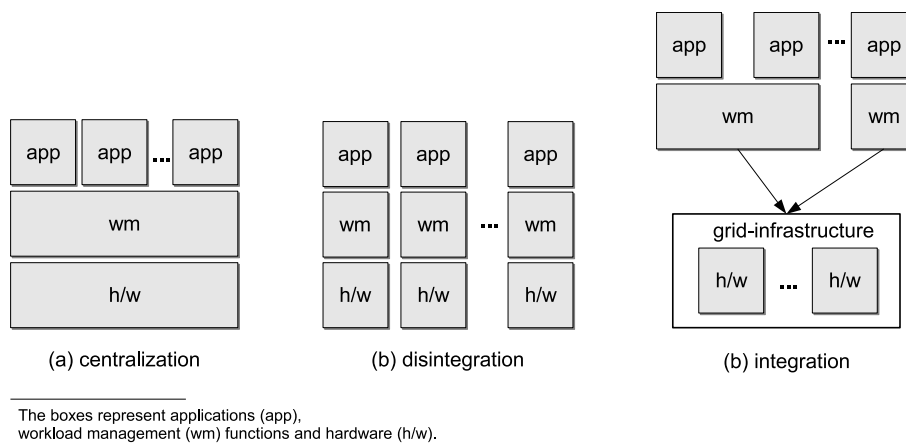 app app ... app
wm
h/w
(a) centralization
app app app
wm wm ... wm
h/w h/w h/w
(b) disintegration
app app ... app
wm wm
grid-infrastructure
h/w ... h/w
(b) integration
The boxes represent applications (app),
workload management (wm) functions and hardware (h/w).